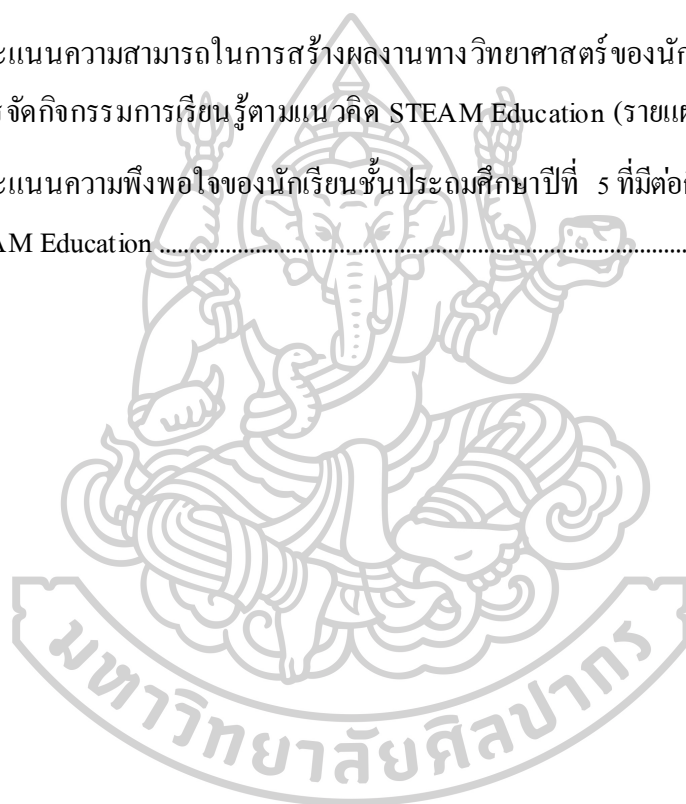 ะแนนความสามารถในการสร้างผลงานทางวิทยาศาสตร์ของนัก
จัดกิจกรรมการเรียนรู้ตามแนวคิด STEAM Education (รายแผ
ะแนนความพึงพอใจของนักเรียนชั้นประถมศึกษาปีที่ 5 ที่มีต่อ
AM Education ..........................................................................................
มหาวิทยาลัยศิลปากร